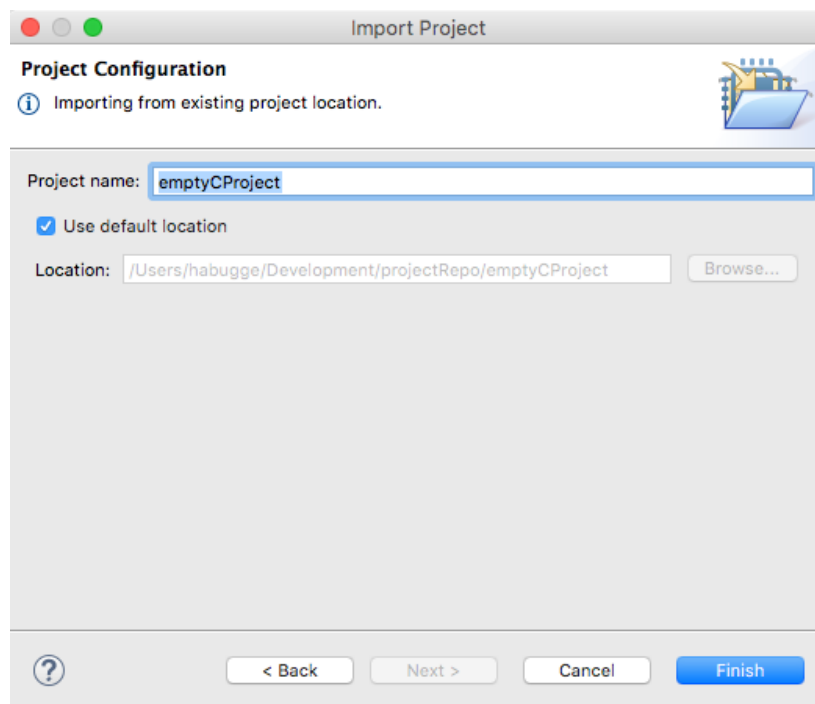 Import Project
Project Configuration
Importing from existing project location.
Project name: emptyCProject
Use default location
Location: /Users/habugge/Development/projectRepo/emptyCProject Browse...
? < Back Next > Cancel Finish